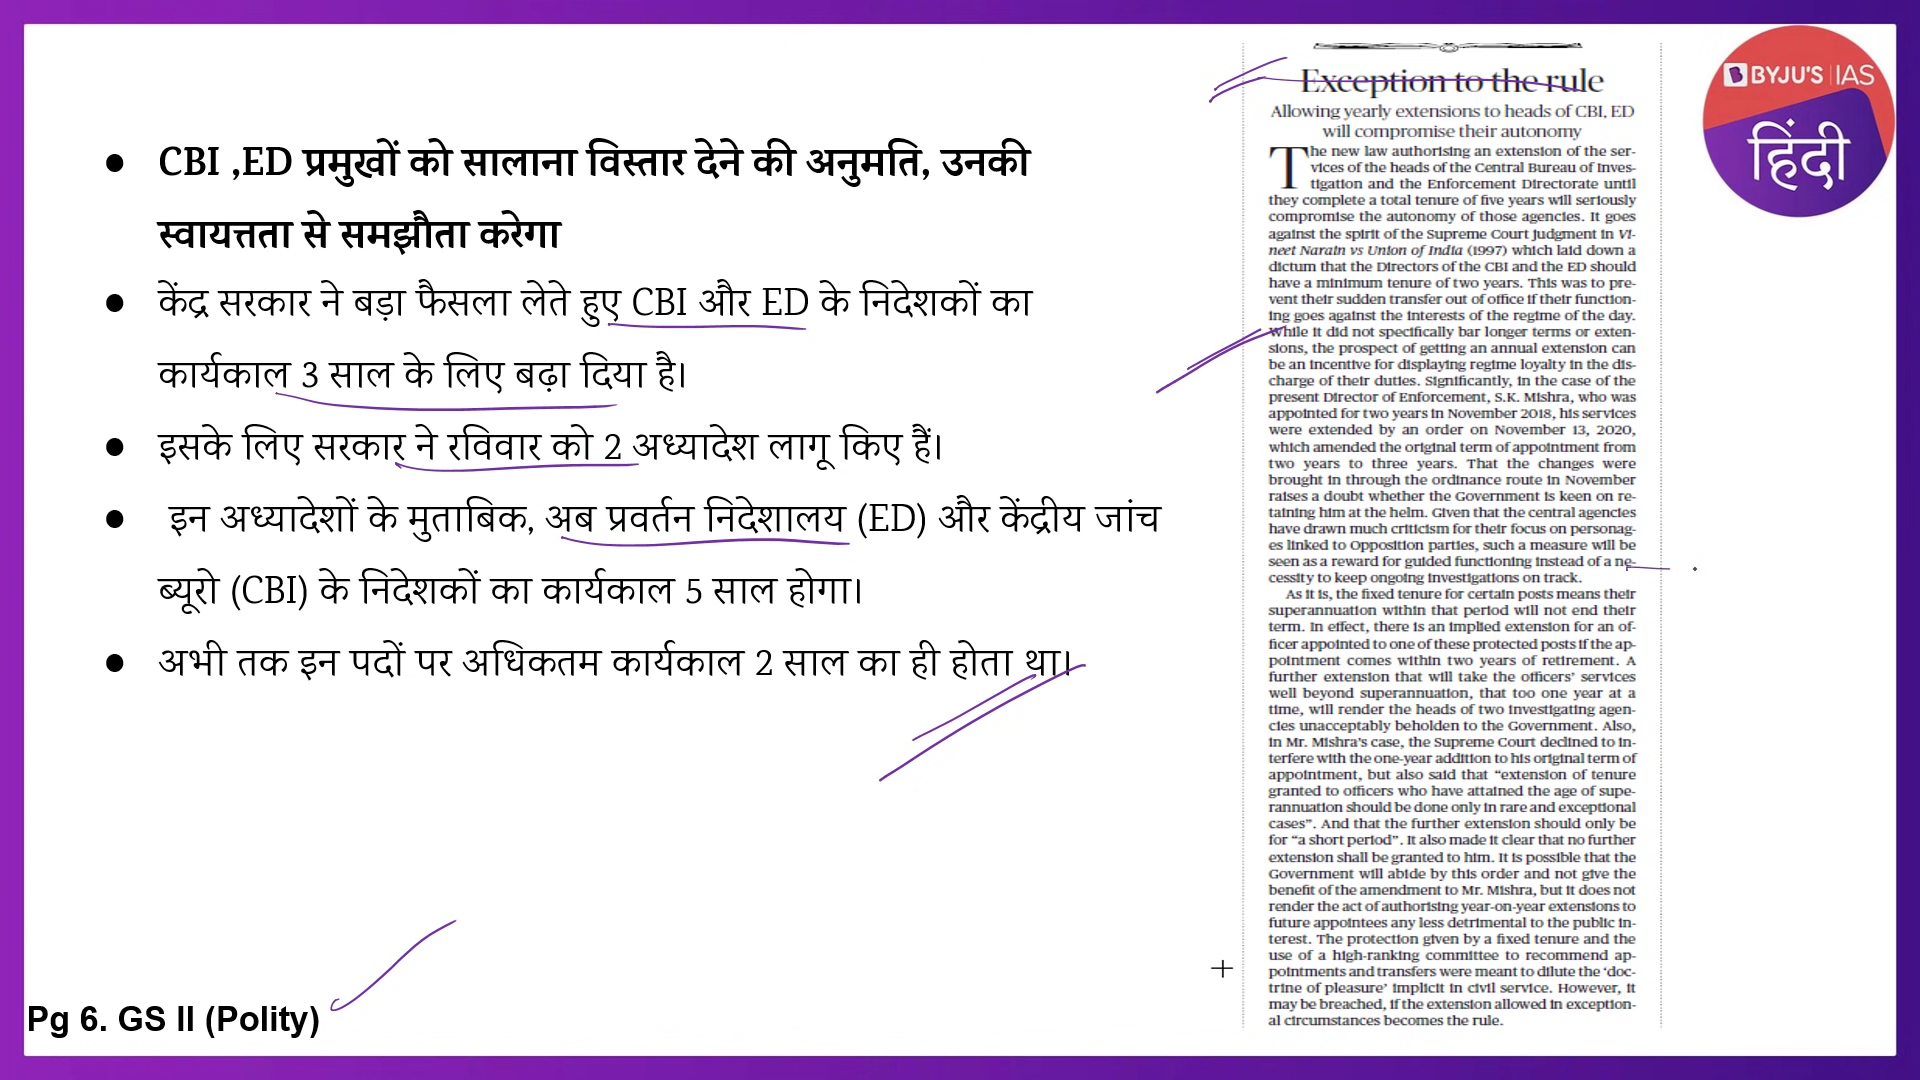 CBI ,ED प्रमुखों को सालाना विस्तार देने की अनुमति, उनकी
स्वायत्तता से समझौता करेगा
केंद्र सरकार ने बड़ा फैसला लेते हुए CBI और ED के निदेशकों का
कार्यकाल 3 साल के लिए बढ़ा दिया है।
इसके लिए सरकार ने रविवार को 2 अध्यादेश लागू किए हैं।
इन अध्यादेशों के मुताबिक, अब प्रवर्तन निदेशालय (ED) और केंद्रीय जांच
ब्यूरो (CBI) के निदेशकों का कार्यकाल 5 साल होगा।
अभी तक इन पदों पर अधिकतम कार्यकाल 2 साल का ही होता था।
Pg 6. GS II (Polity)
Exception to the rule
Allowing yearly extensions to heads of CBI, ED
will compromise their autonomy
The new law authorising an extension of the ser-
vices of the heads of the Central Bureau of Inves-
tigation and the Enforcement Directorate until
they complete a total tenure of five years will seriously
compromise the autonomy of those agencies. It goes
against the spirit of the Supreme Court judgment in Vi-
neet Narain vs Union of India (1997) which laid down a
dictum that the Directors of the CBI and the ED should
have a minimum tenure of two years. This was to pre-
vent their sudden transfer out of office if their function-
ing goes against the interests of the regime of the day.
While it did not specifically bar longer terms or exten-
sions, the prospect of getting an annual extension can
be an incentive for displaying regime loyalty in the dis-
charge of their duties. Significantly, in the case of the
present Director of Enforcement, S.K. Mishra, who was
appointed for two years in November 2018, his services
were extended by an order on November 13, 2020,
which amended the original term of appointment from
two years to three years. That the changes were
brought in through the ordinance route in November
raises a doubt whether the Government is keen on re-
taining him at the helm. Given that the central agencies
have drawn much criticism for their focus on personag-
es linked to Opposition parties, such a measure will be
seen as a reward for guided functioning instead of a ne-
cessity to keep ongoing investigations on track.
As it is, the fixed tenure for certain posts means their
superannuation within that period will not end their
term. In effect, there is an implied extension for an of-
ficer appointed to one of these protected posts if the ap-
pointment comes within two years of retirement. A
further extension that will take the officers’ services
well beyond superannuation, that too one year at a
time, will render the heads of two investigating agen-
cies unacceptably beholden to the Government. Also,
in Mr. Mishra’s case, the Supreme Court declined to in-
terfere with the one-year addition to his original term of
appointment, but also said that “extension of tenure
granted to officers who have attained the age of supe-
rannuation should be done only in rare and exceptional
cases”. And that the further extension should only be
for “a short period”. It also made it clear that no further
extension shall be granted to him. It is possible that the
Government will abide by this order and not give the
benefit of the amendment to Mr. Mishra, but it does not
render the act of authorising year-on-year extensions to
future appointees any less detrimental to the public in-
terest. The protection given by a fixed tenure and the
use of a high-ranking committee to recommend ap-
pointments and transfers were meant to dilute the ‘doc-
trine of pleasure’ implicit in civil service. However, it
may be breached, if the extension allowed in exception-
al circumstances becomes the rule.
BYJU'S IAS
हिंदी